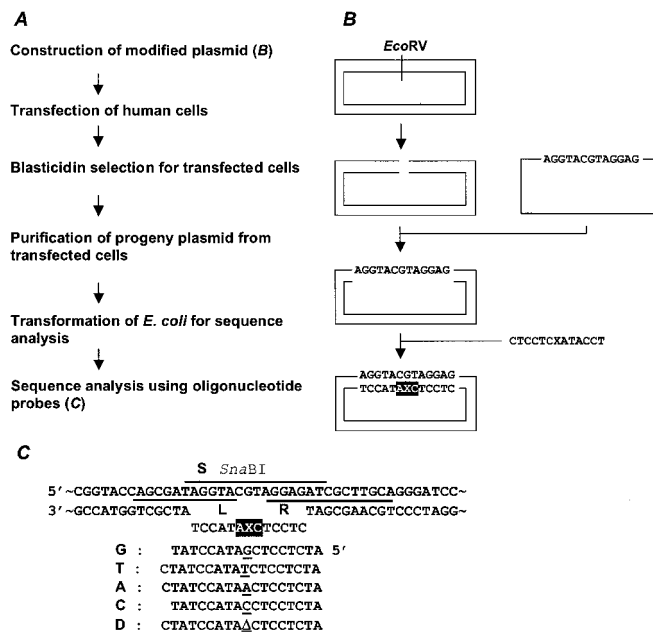 A
Construction of modified plasmid (B)
Transfection of human cells
Blasticidin selection for transfected cells
Purification of progeny plasmid from
transfected cells
Transformation of E. coli for sequence
analysis
Sequence analysis using oligonucleotide
probes (C)
B
EcoRV
AGGTACGTAGGAG
AGGTACGTAGGAG
CTCCTCXATACCT
AGGTACGTAGGAG
TCCATAXCTCCTC
C
S SnaBI
5'~CGGTACCAGCGATAGGTACGTAGGAGATCGCTTGCAGGGATCC~
3'~GCCATGGTCGCTA L R TAGCGAACGTCCCTAGG~
TCCATAXCTCCTC
G : TATCCATAGCTCCTCTA 5'
T : CTATCCATATCTCCTCTA
A : CTATCCATAACTCCTCTA
C : TATCCATACCTCCTCTA
D : CTATCCATAΔCTCCTCTA